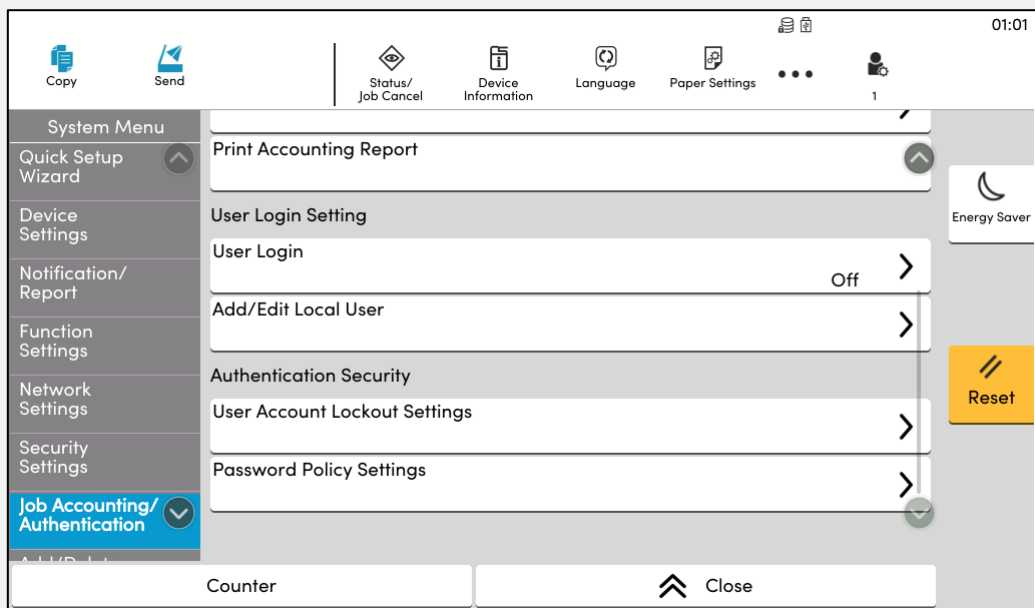 01:01
Copy
Send
Status/
Job Cancel
Device
Information
Language
Paper Settings
1
System Menu
Quick Setup
Wizard
Device
Settings
Notification/
Report
Function
Settings
Network
Settings
Security
Settings
Job Accounting/
Authentication
Print Accounting Report
User Login Setting
User Login
Off
Add/Edit Local User
Authentication Security
User Account Lockout Settings
Password Policy Settings
Energy Saver
Reset
Counter
Close